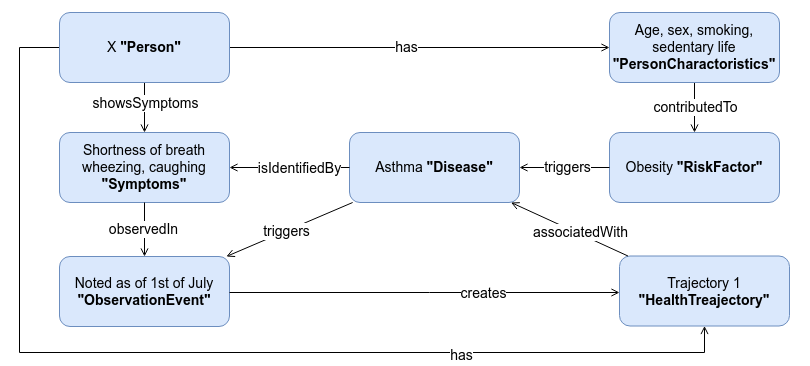 X "Person"
has
Age, sex, smoking,
sedentary life
"PersonCharactoristics"
showsSymptoms
contributedTo
Shortness of breath
wheezing, caughing
"Symptoms"
isIdentifiedBy
Asthma "Disease"
triggers
Obesity "RiskFactor"
observedIn
triggers
associatedWith
Noted as of 1st of July
"ObservationEvent"
creates
Trajectory 1
"HealthTreajectory"
has